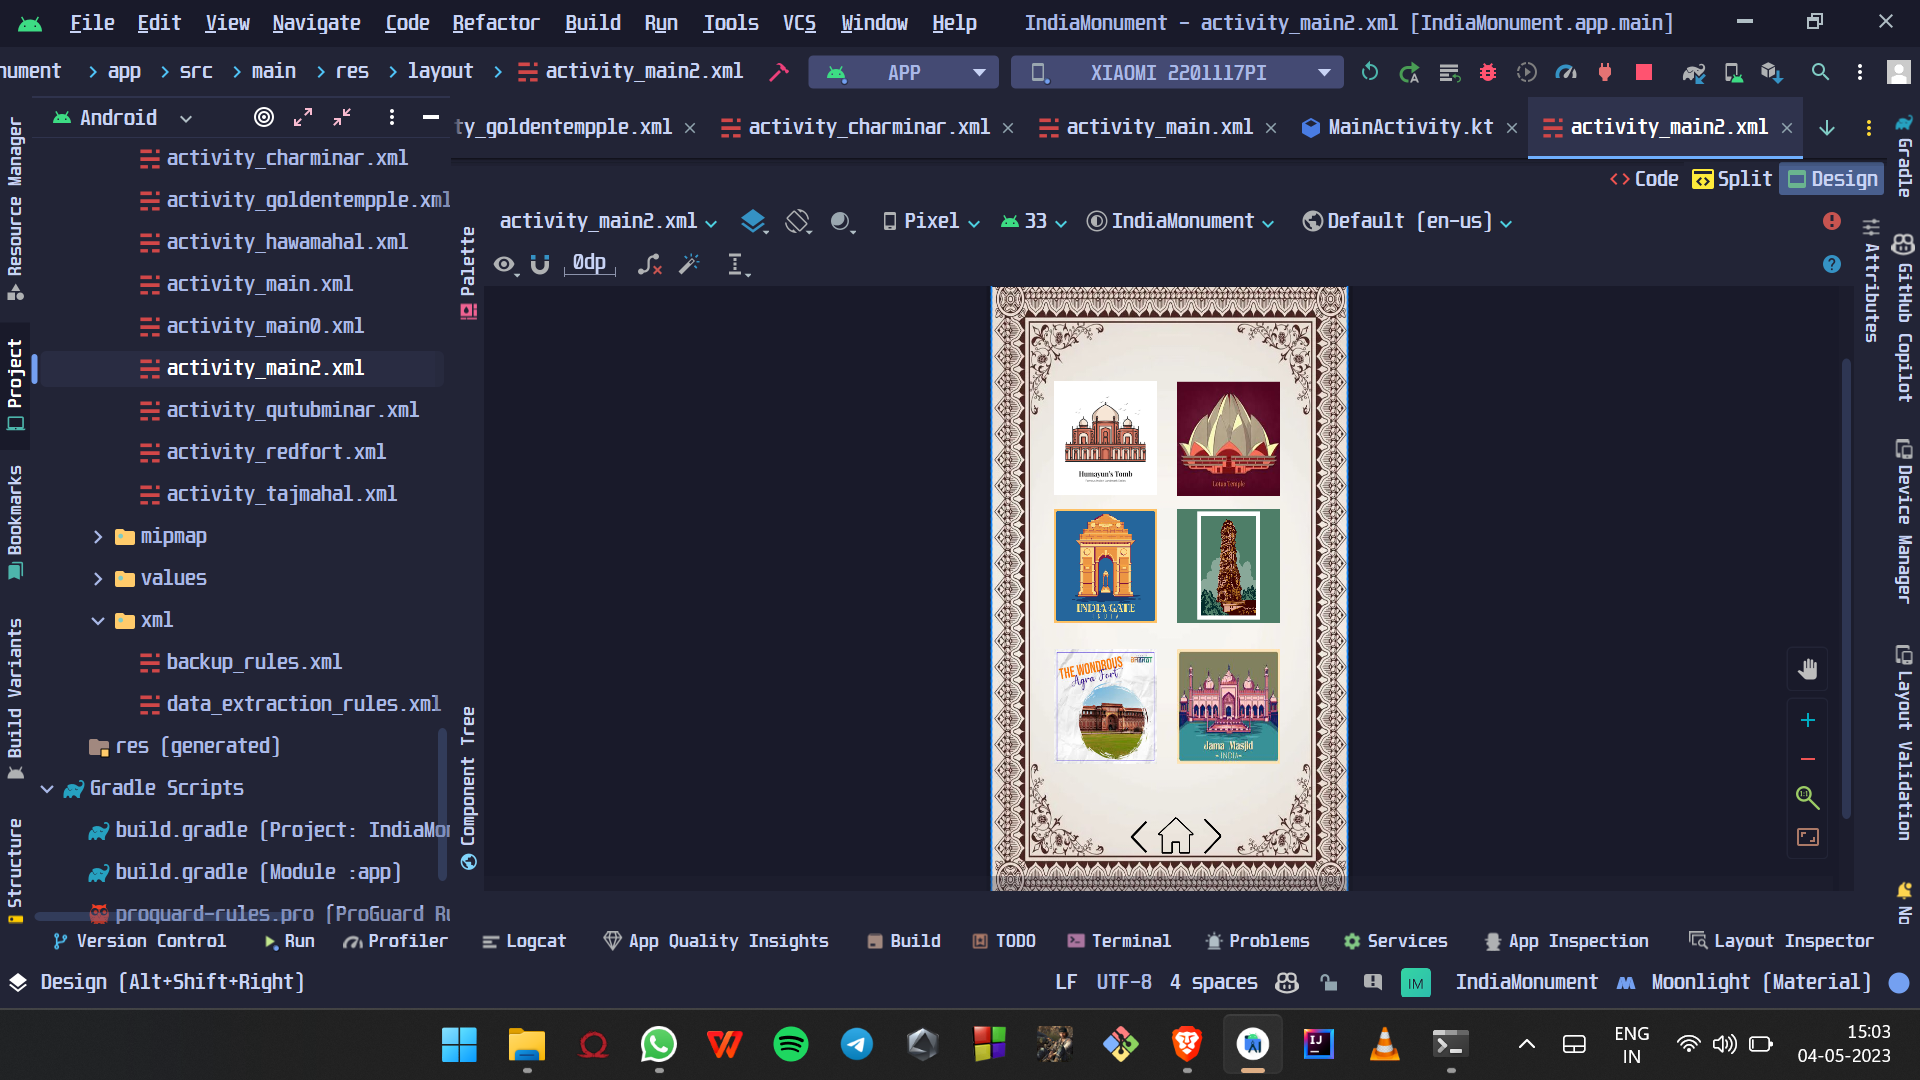 File Edit View Navigate Code Refactor Build Run Tools VCS Window Help IndiaMonument - activity_main2.xml [IndiaMonument.app.main]
nument app src main res layout activity_main2.xml APP XIAOMI 2201117PI
Android
ty_goldentempple.xml activity_charminar.xml activity_main.xml MainActivity.kt activity_main2.xml
Code Split Design
activity_main2.xml Pixel 33 IndiaMonument Default (en-us)
0dp
Resource Manager
Project
Bookmarks
Build Variants
Structure
activity_charminar.xml
activity_goldentempple.xml
activity_hawamahal.xml
activity_main.xml
activity_main0.xml
activity_main2.xml
activity_qutubminar.xml
activity_redfort.xml
activity_tajmahal.xml
mipmap
values
xml
backup_rules.xml
data_extraction_rules.xml
res (generated)
Gradle Scripts
build.gradle (Project: IndiaMon
build.gradle (Module :app)
proguard-rules.pro (ProGuard Ru
Palette
Component Tree
Humayun's Tomb
Lotus Temple
INDIA GATE
INDIA
THE WONDROUS
Agra Fort
Jama Masjid
-INDIA-
Attributes
Gradle
GitHub Copilot
Device Manager
Layout Validation
No
Version Control Run Profiler Logcat App Quality Insights Build TODO Terminal Problems Services App Inspection Layout Inspector
Design (Alt+Shift+Right) LF UTF-8 4 spaces IM IndiaMonument Moonlight (Material)
ENG
IN
15:03
04-05-2023